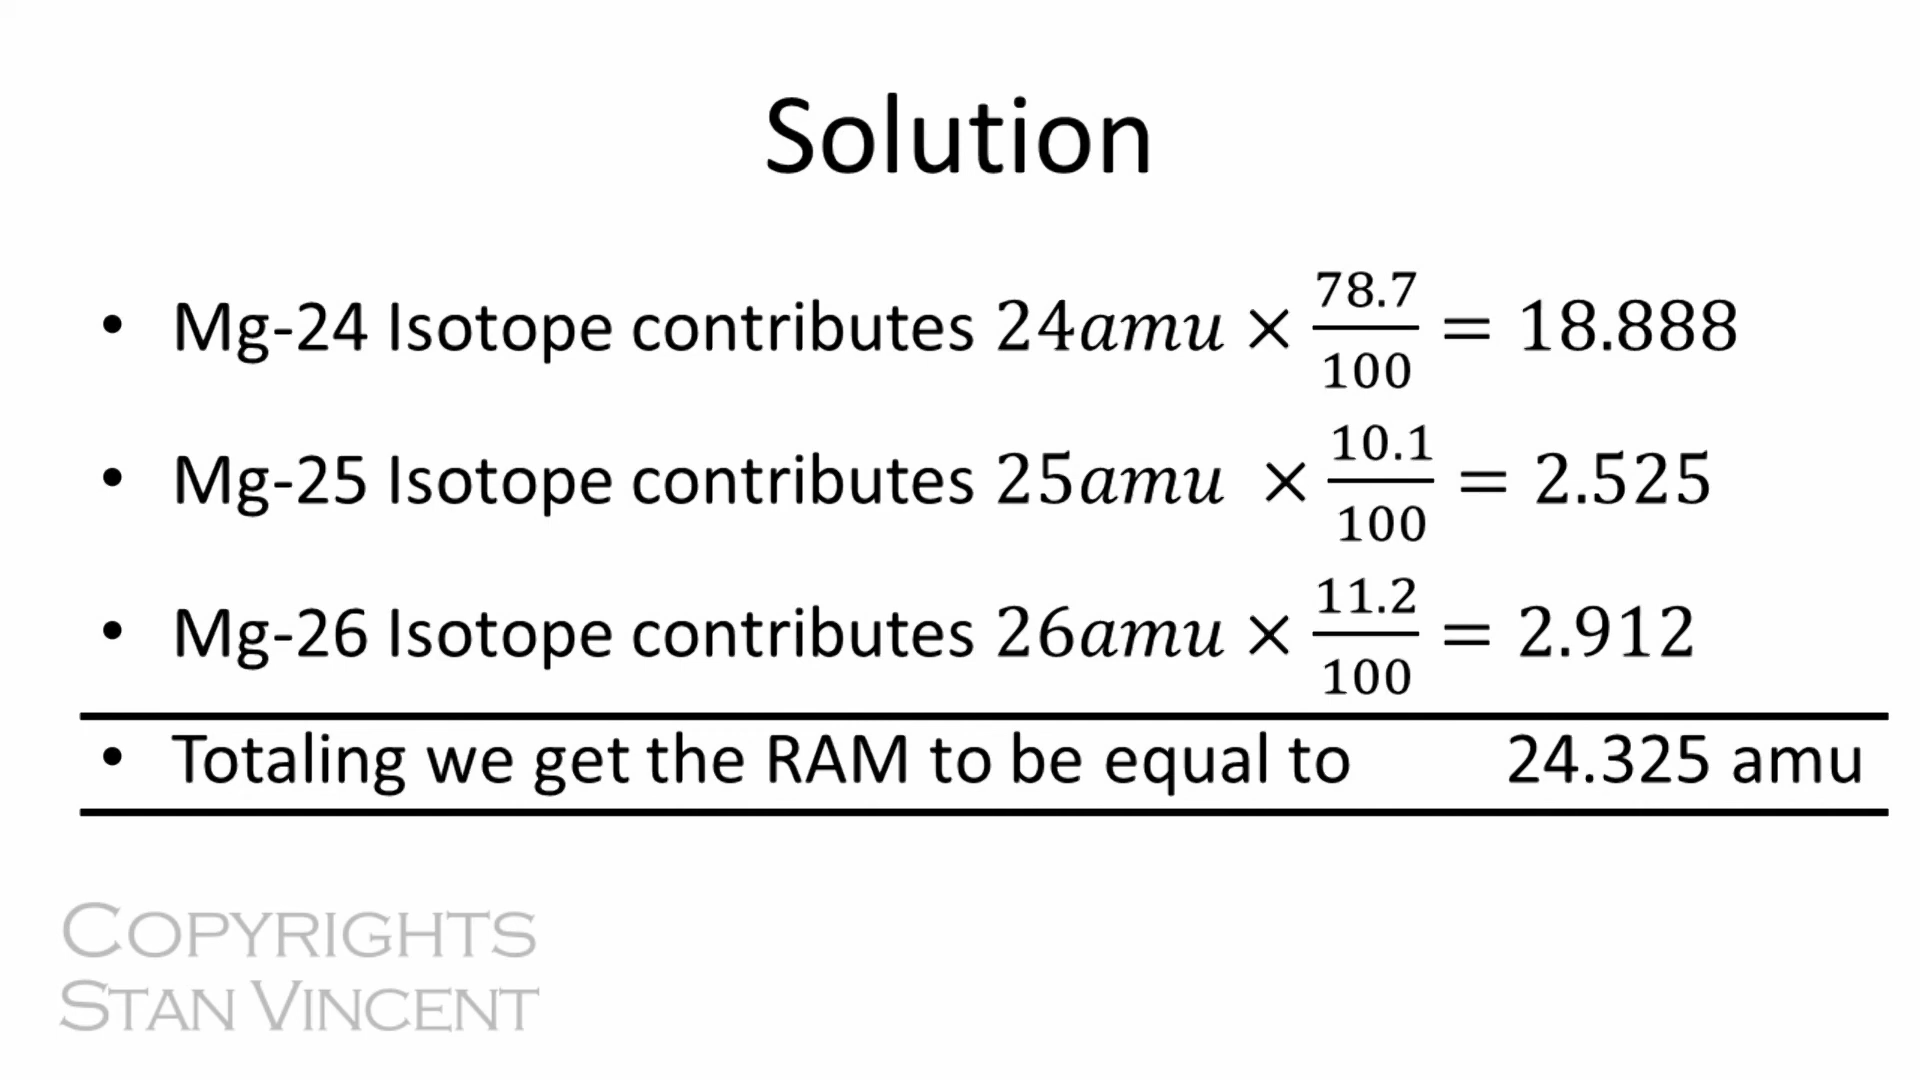 Solution
• Mg-24 Isotope contributes 24amu × 78.7/100 = 18.888
• Mg-25 Isotope contributes 25amu × 10.1/100 = 2.525
• Mg-26 Isotope contributes 26amu × 11.2/100 = 2.912
• Totaling we get the RAM to be equal to 24.325 amu
COPYRIGHTS
STAN VINCENT